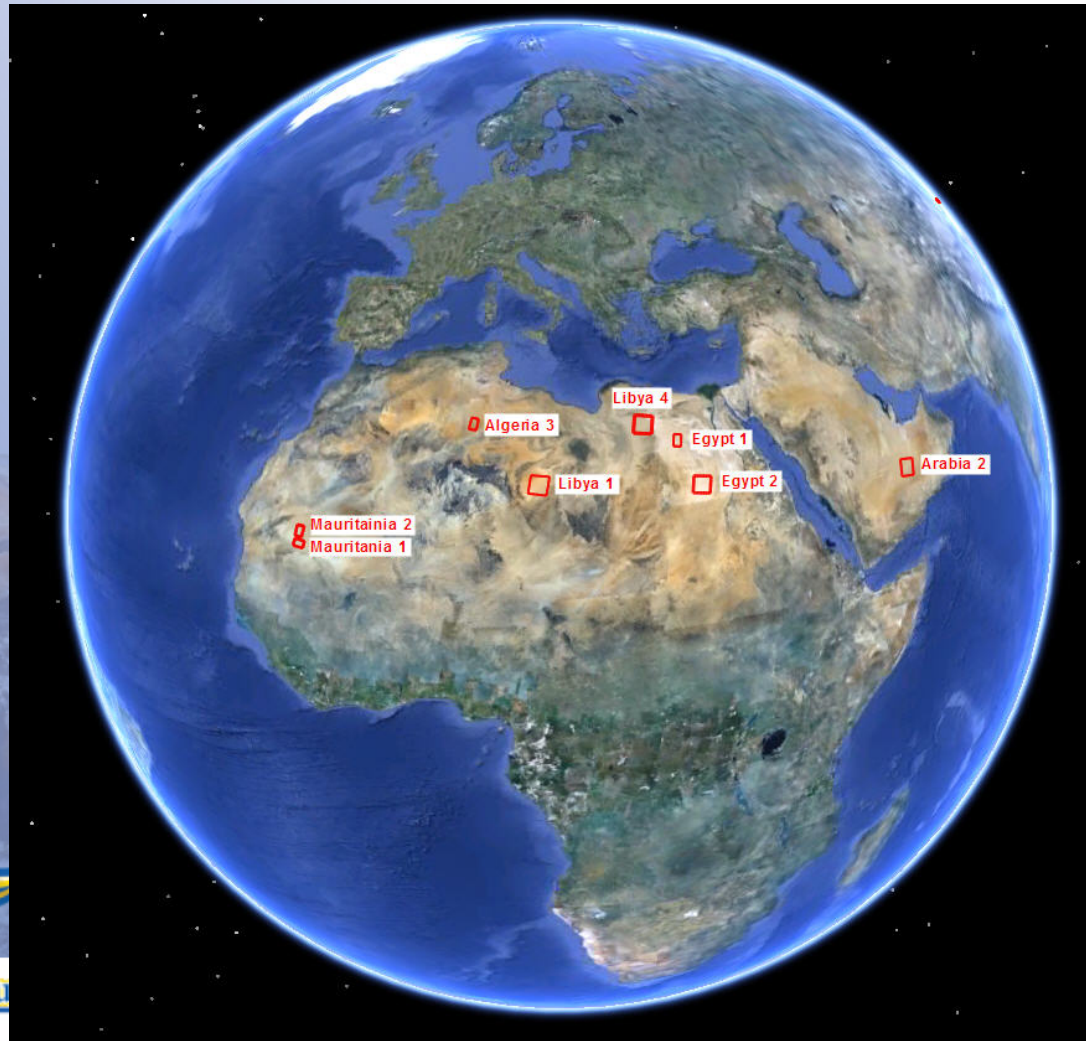 Libya 4
Algeria 3
Egypt 1
Arabia 2
Libya 1
Egypt 2
Mauritainia 2
Mauritania 1